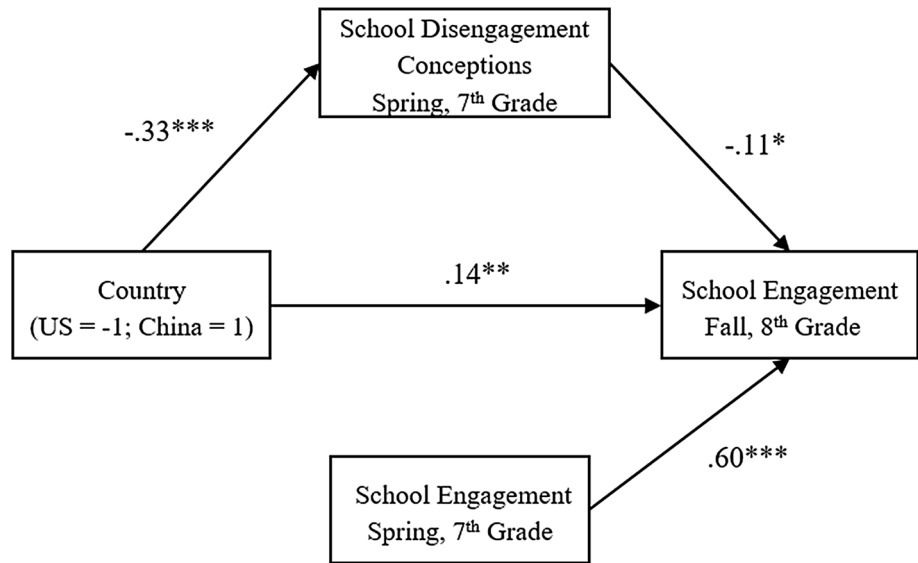 School Disengagement
Conceptions
Spring, 7th Grade
-.33***
-.11*
Country
(US = -1; China = 1)
.14**
School Engagement
Fall, 8th Grade
.60***
School Engagement
Spring, 7th Grade